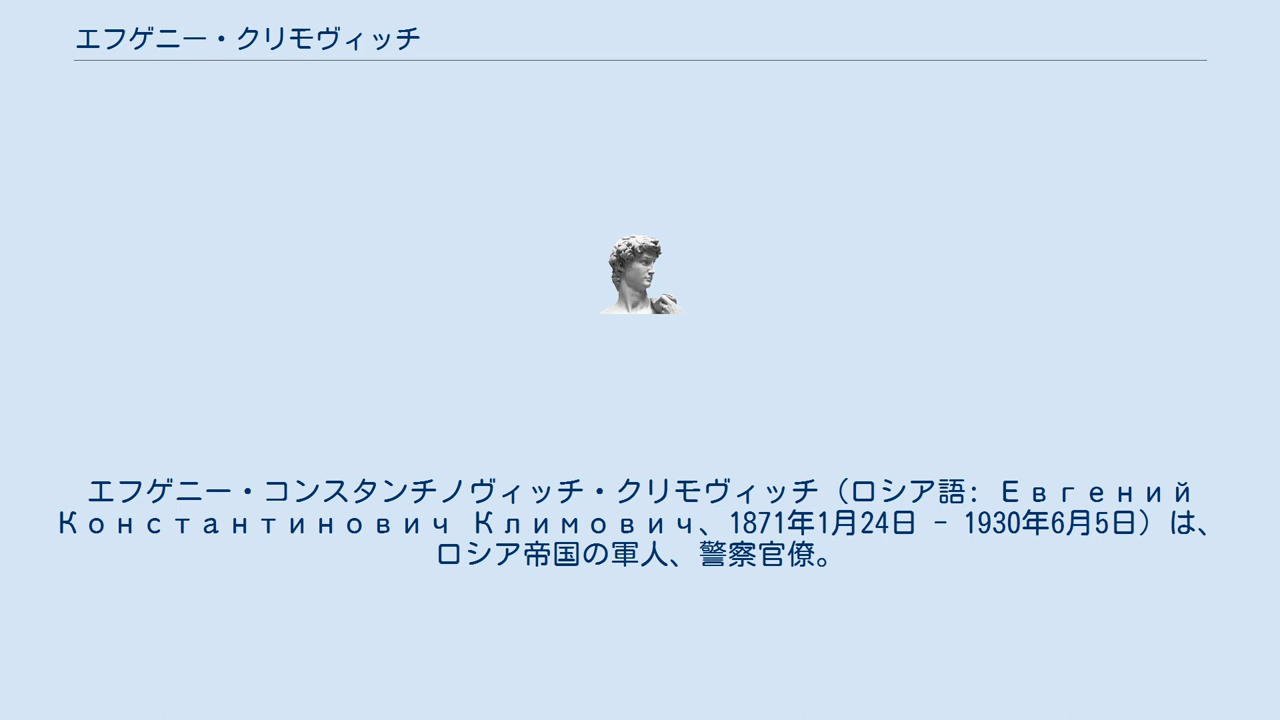 エフゲニー・クリモヴィッチ
エフゲニー・コンスタンチノヴィッチ・クリモヴィッチ（ロシア語: Евгений
Константинович Климович、1871年1月24日 - 1930年6月5日）は、
ロシア帝国の軍人、警察官僚。